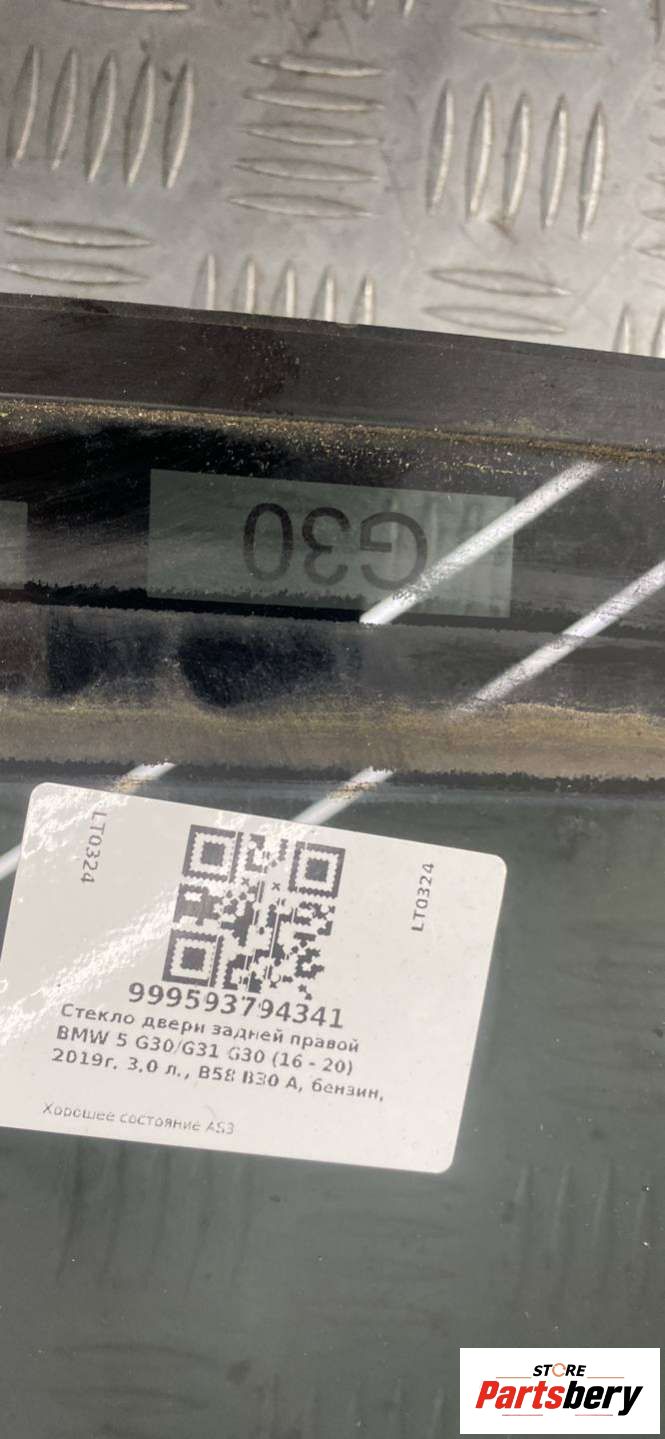 G30
LT0324
LT0324
999593794341
Стекло двери задней правой
BMW 5 G30/G31 G30 (16 - 20)
2019г. 3.0 л., B58 B30 A, бензин,
Хорошее состояние AS3
STORE
Partsbery